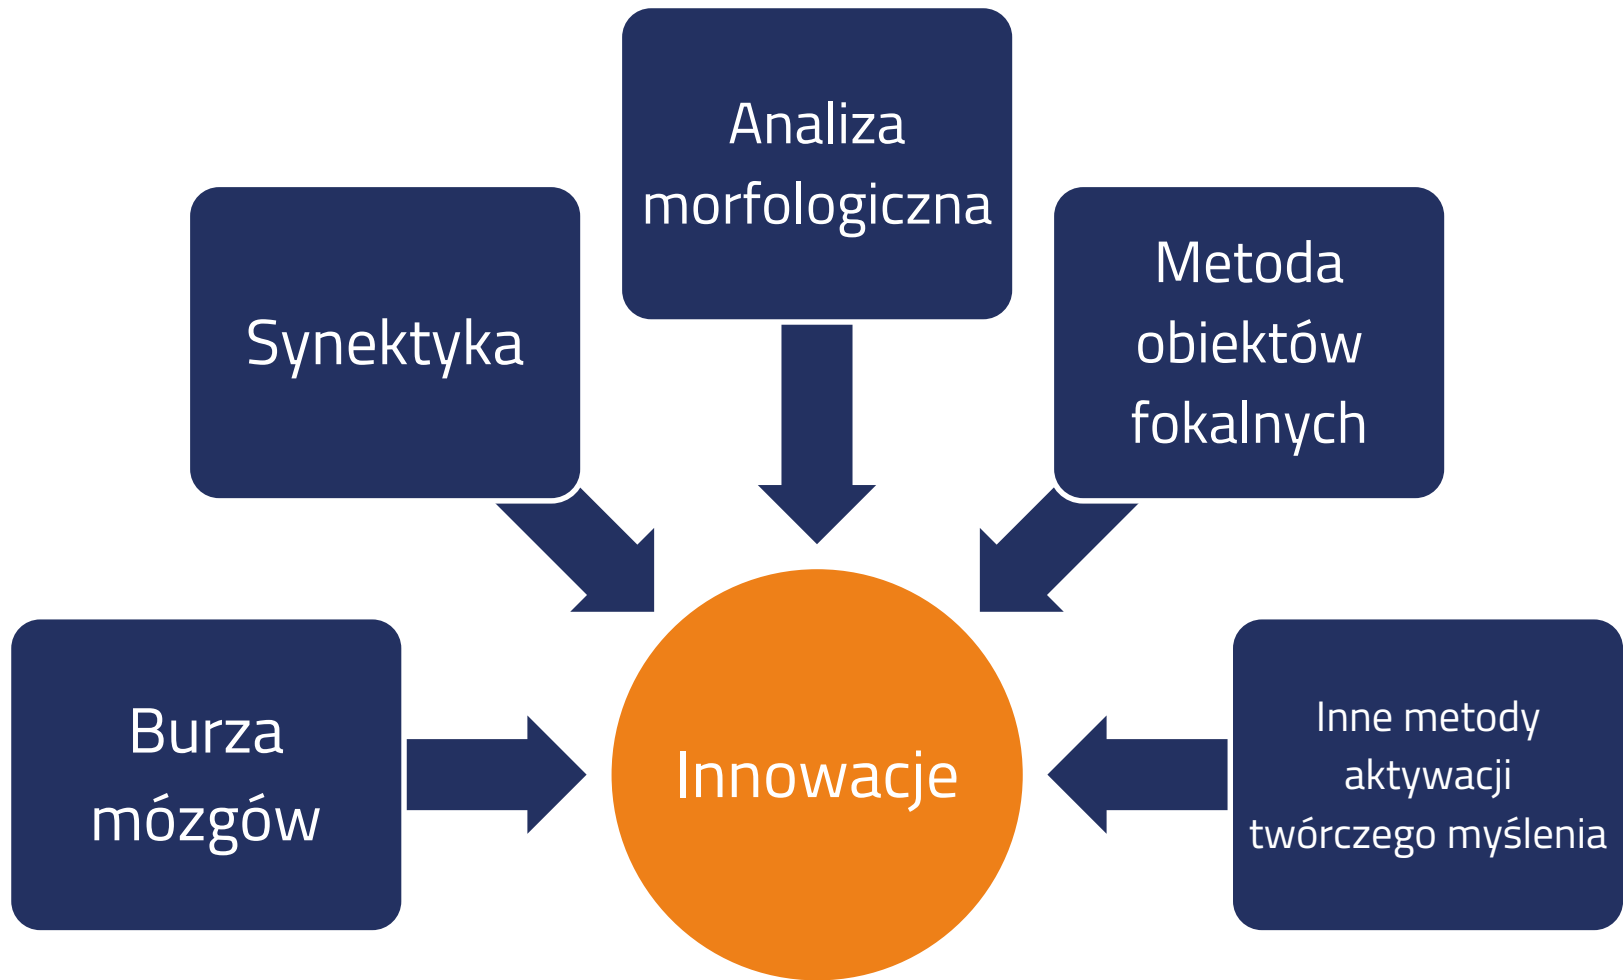 Analiza
morfologiczna
Synektyka
Metoda
obiektów
fokalnych
Burza
mózgów
Innowacje
Inne metody
aktywacji
twórczego myślenia